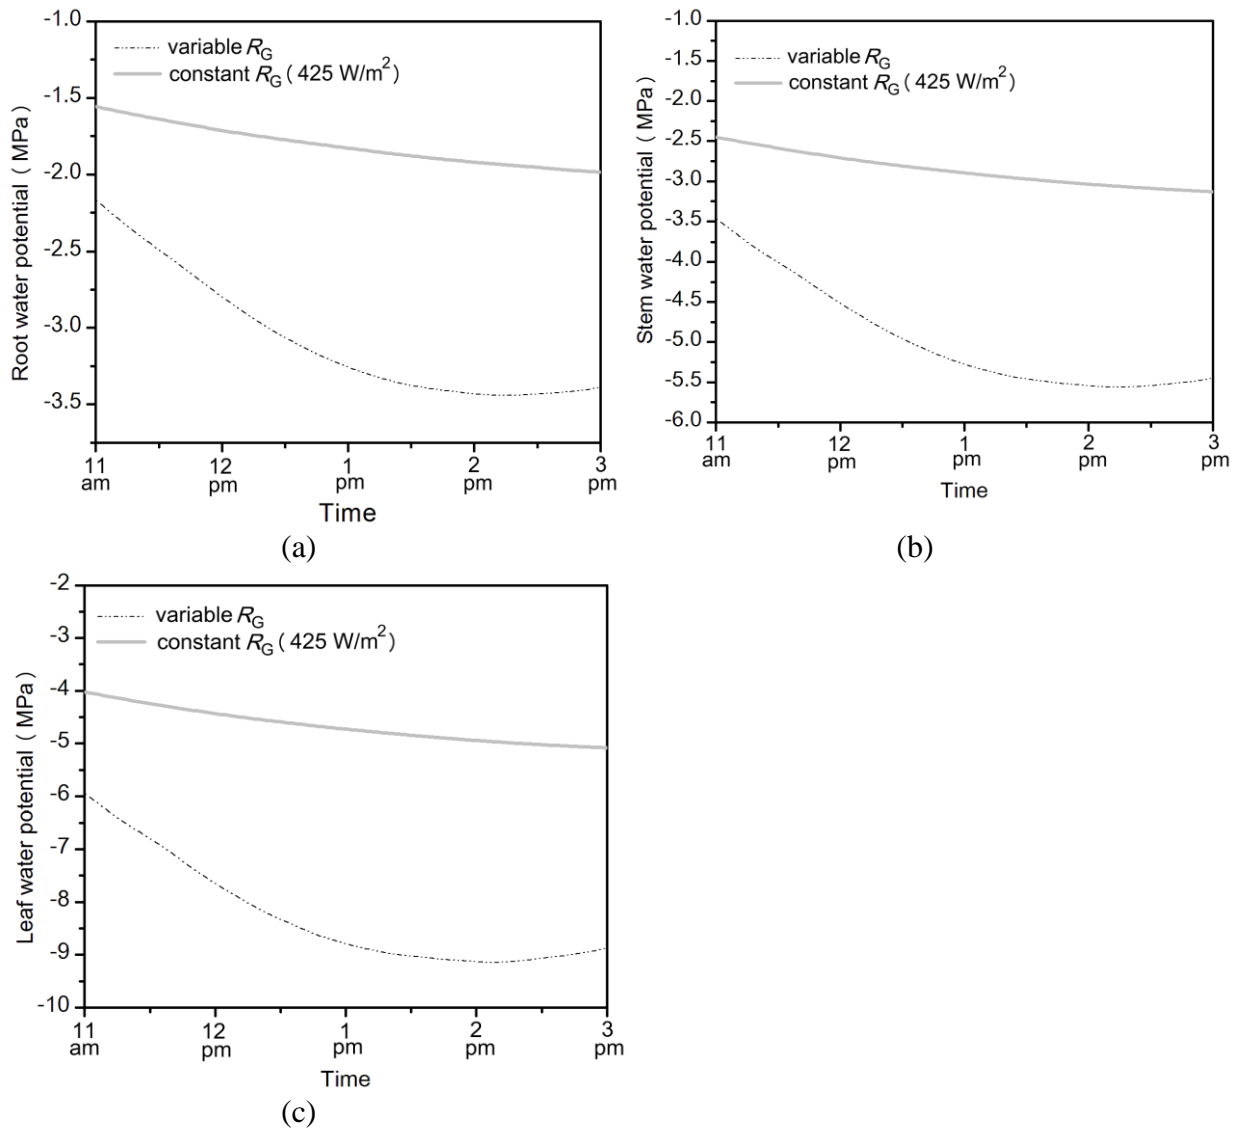 -1.0
-1.5
-2.0
-2.5
-3.0
-3.5
Root water potential ( MPa)
variable RG
constant RG ( 425 W/m2)
11 am
12 pm
1 pm
2 pm
3 pm
Time
(a)
-1.0
-1.5
-2.0
-2.5
-3.0
-3.5
-4.0
-4.5
-5.0
-5.5
-6.0
Stem water potential ( MPa)
variable RG
constant RG ( 425 W/m2)
11 am
12 pm
1 pm
2 pm
3 pm
Time
(b)
-2
-3
-4
-5
-6
-7
-8
-9
-10
Leaf water potential ( MPa)
variable RG
constant RG ( 425 W/m2)
11 am
12 pm
1 pm
2 pm
3 pm
Time
(c)